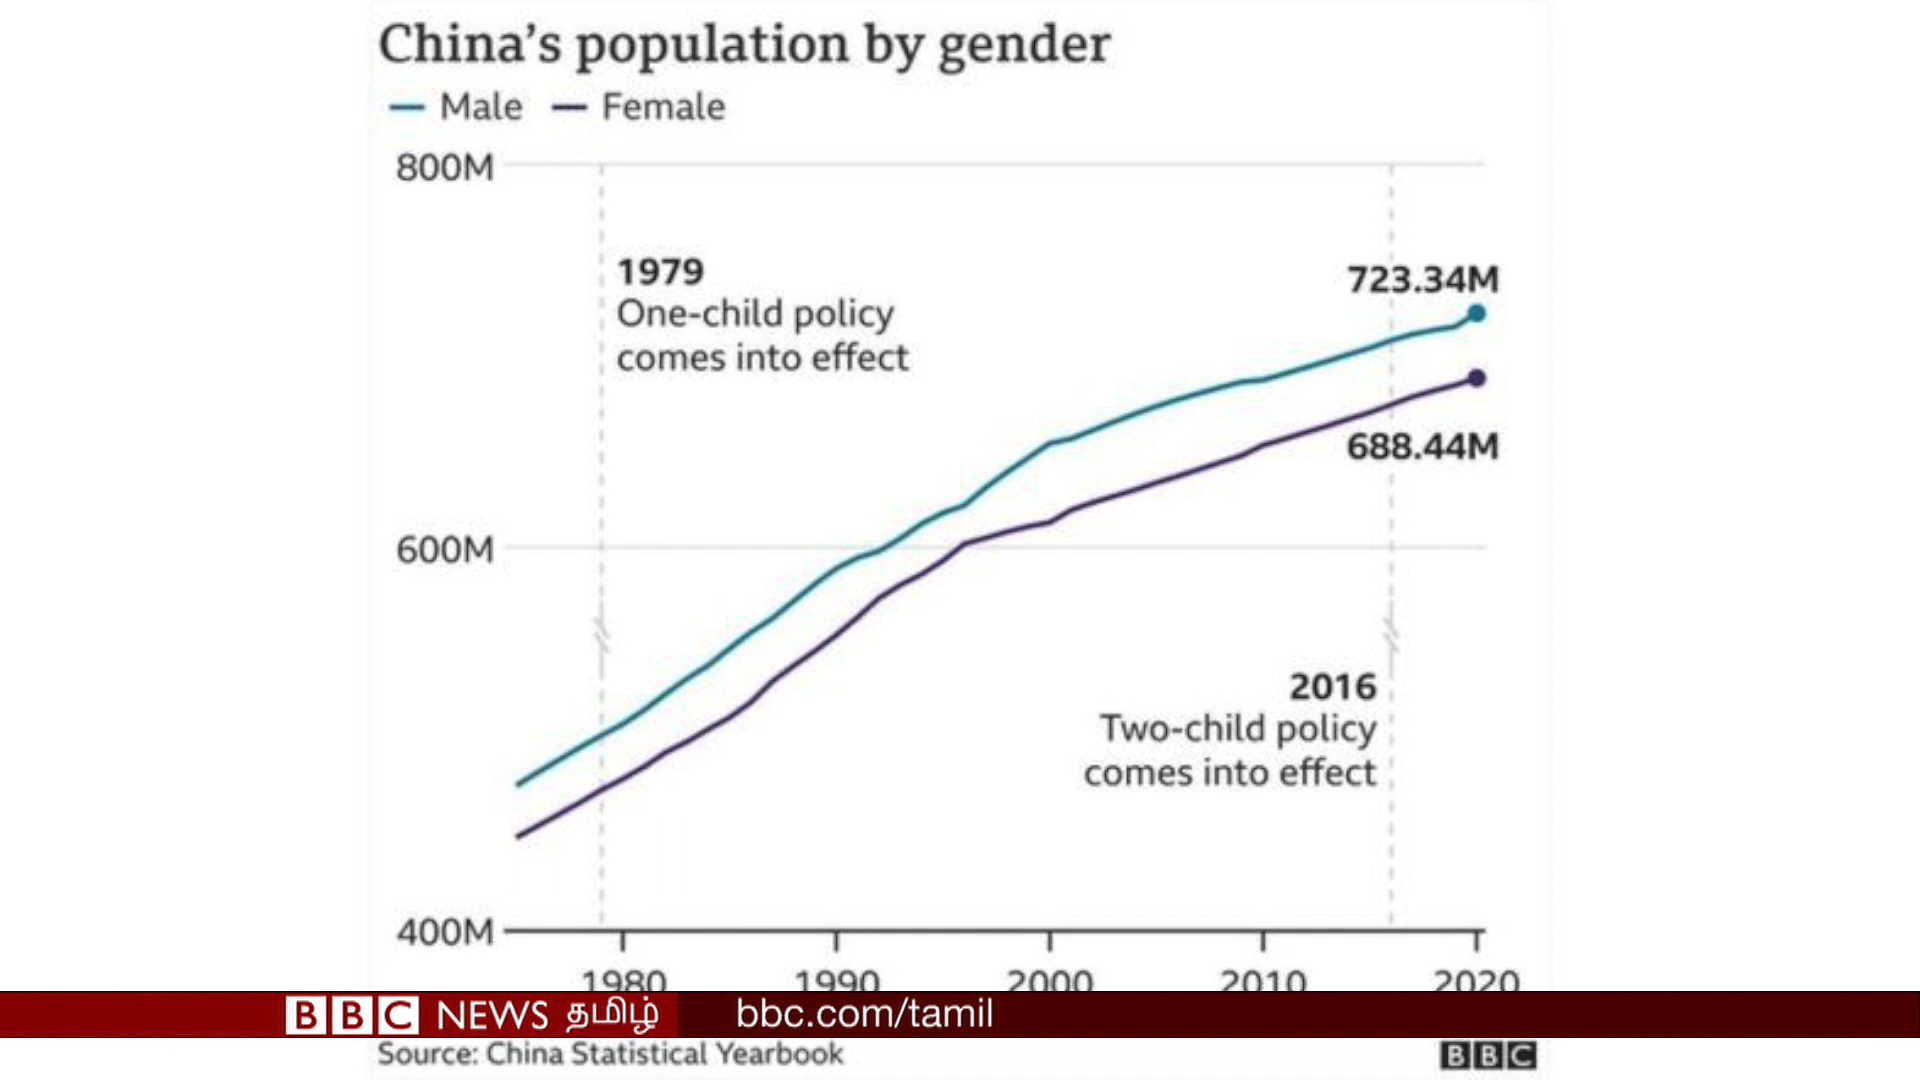 China's population by gender
Male Female
800M
1979
One-child policy
comes into effect
723.34M
688.44M
600M
2016
Two-child policy
comes into effect
400M
1980 1990 2000 2010 2020
BBC NEWS தமிழ் bbc.com/tamil
Source: China Statistical Yearbook BBC